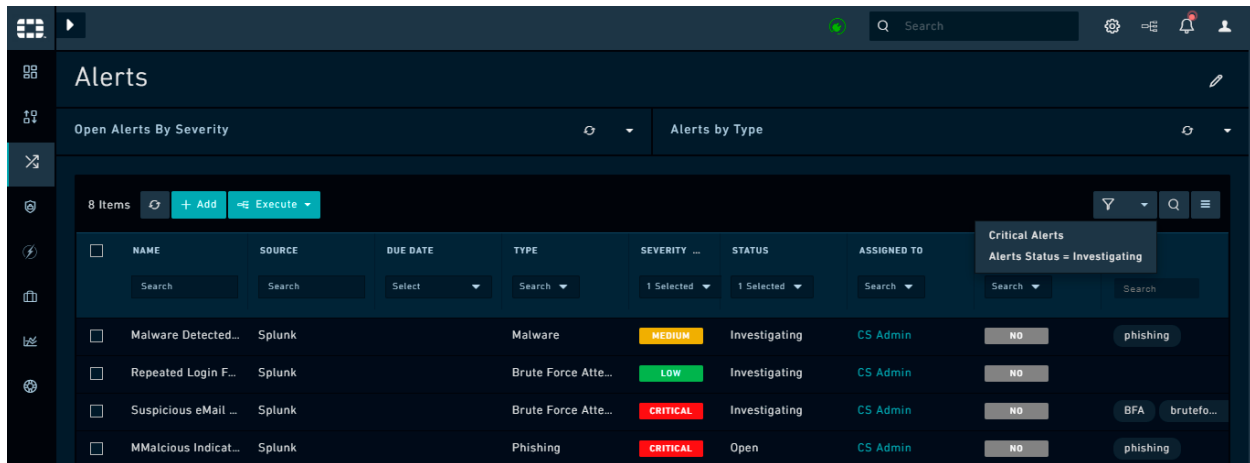 Search
Alerts
Open Alerts By Severity
Alerts by Type
8 Items + Add Execute
Critical Alerts
Alerts Status = Investigating
NAME SOURCE DUE DATE TYPE SEVERITY ... STATUS ASSIGNED TO
Search Search Select Search 1 Selected 1 Selected Search Search Search
Malware Detected... Splunk Malware MEDIUM Investigating CS Admin NO phishing
Repeated Login F... Splunk Brute Force Atte... LOW Investigating CS Admin NO
Suspicious eMail ... Splunk Brute Force Atte... CRITICAL Investigating CS Admin NO BFA brutefo...
MMalcious Indicat... Splunk Phishing CRITICAL Open CS Admin NO phishing